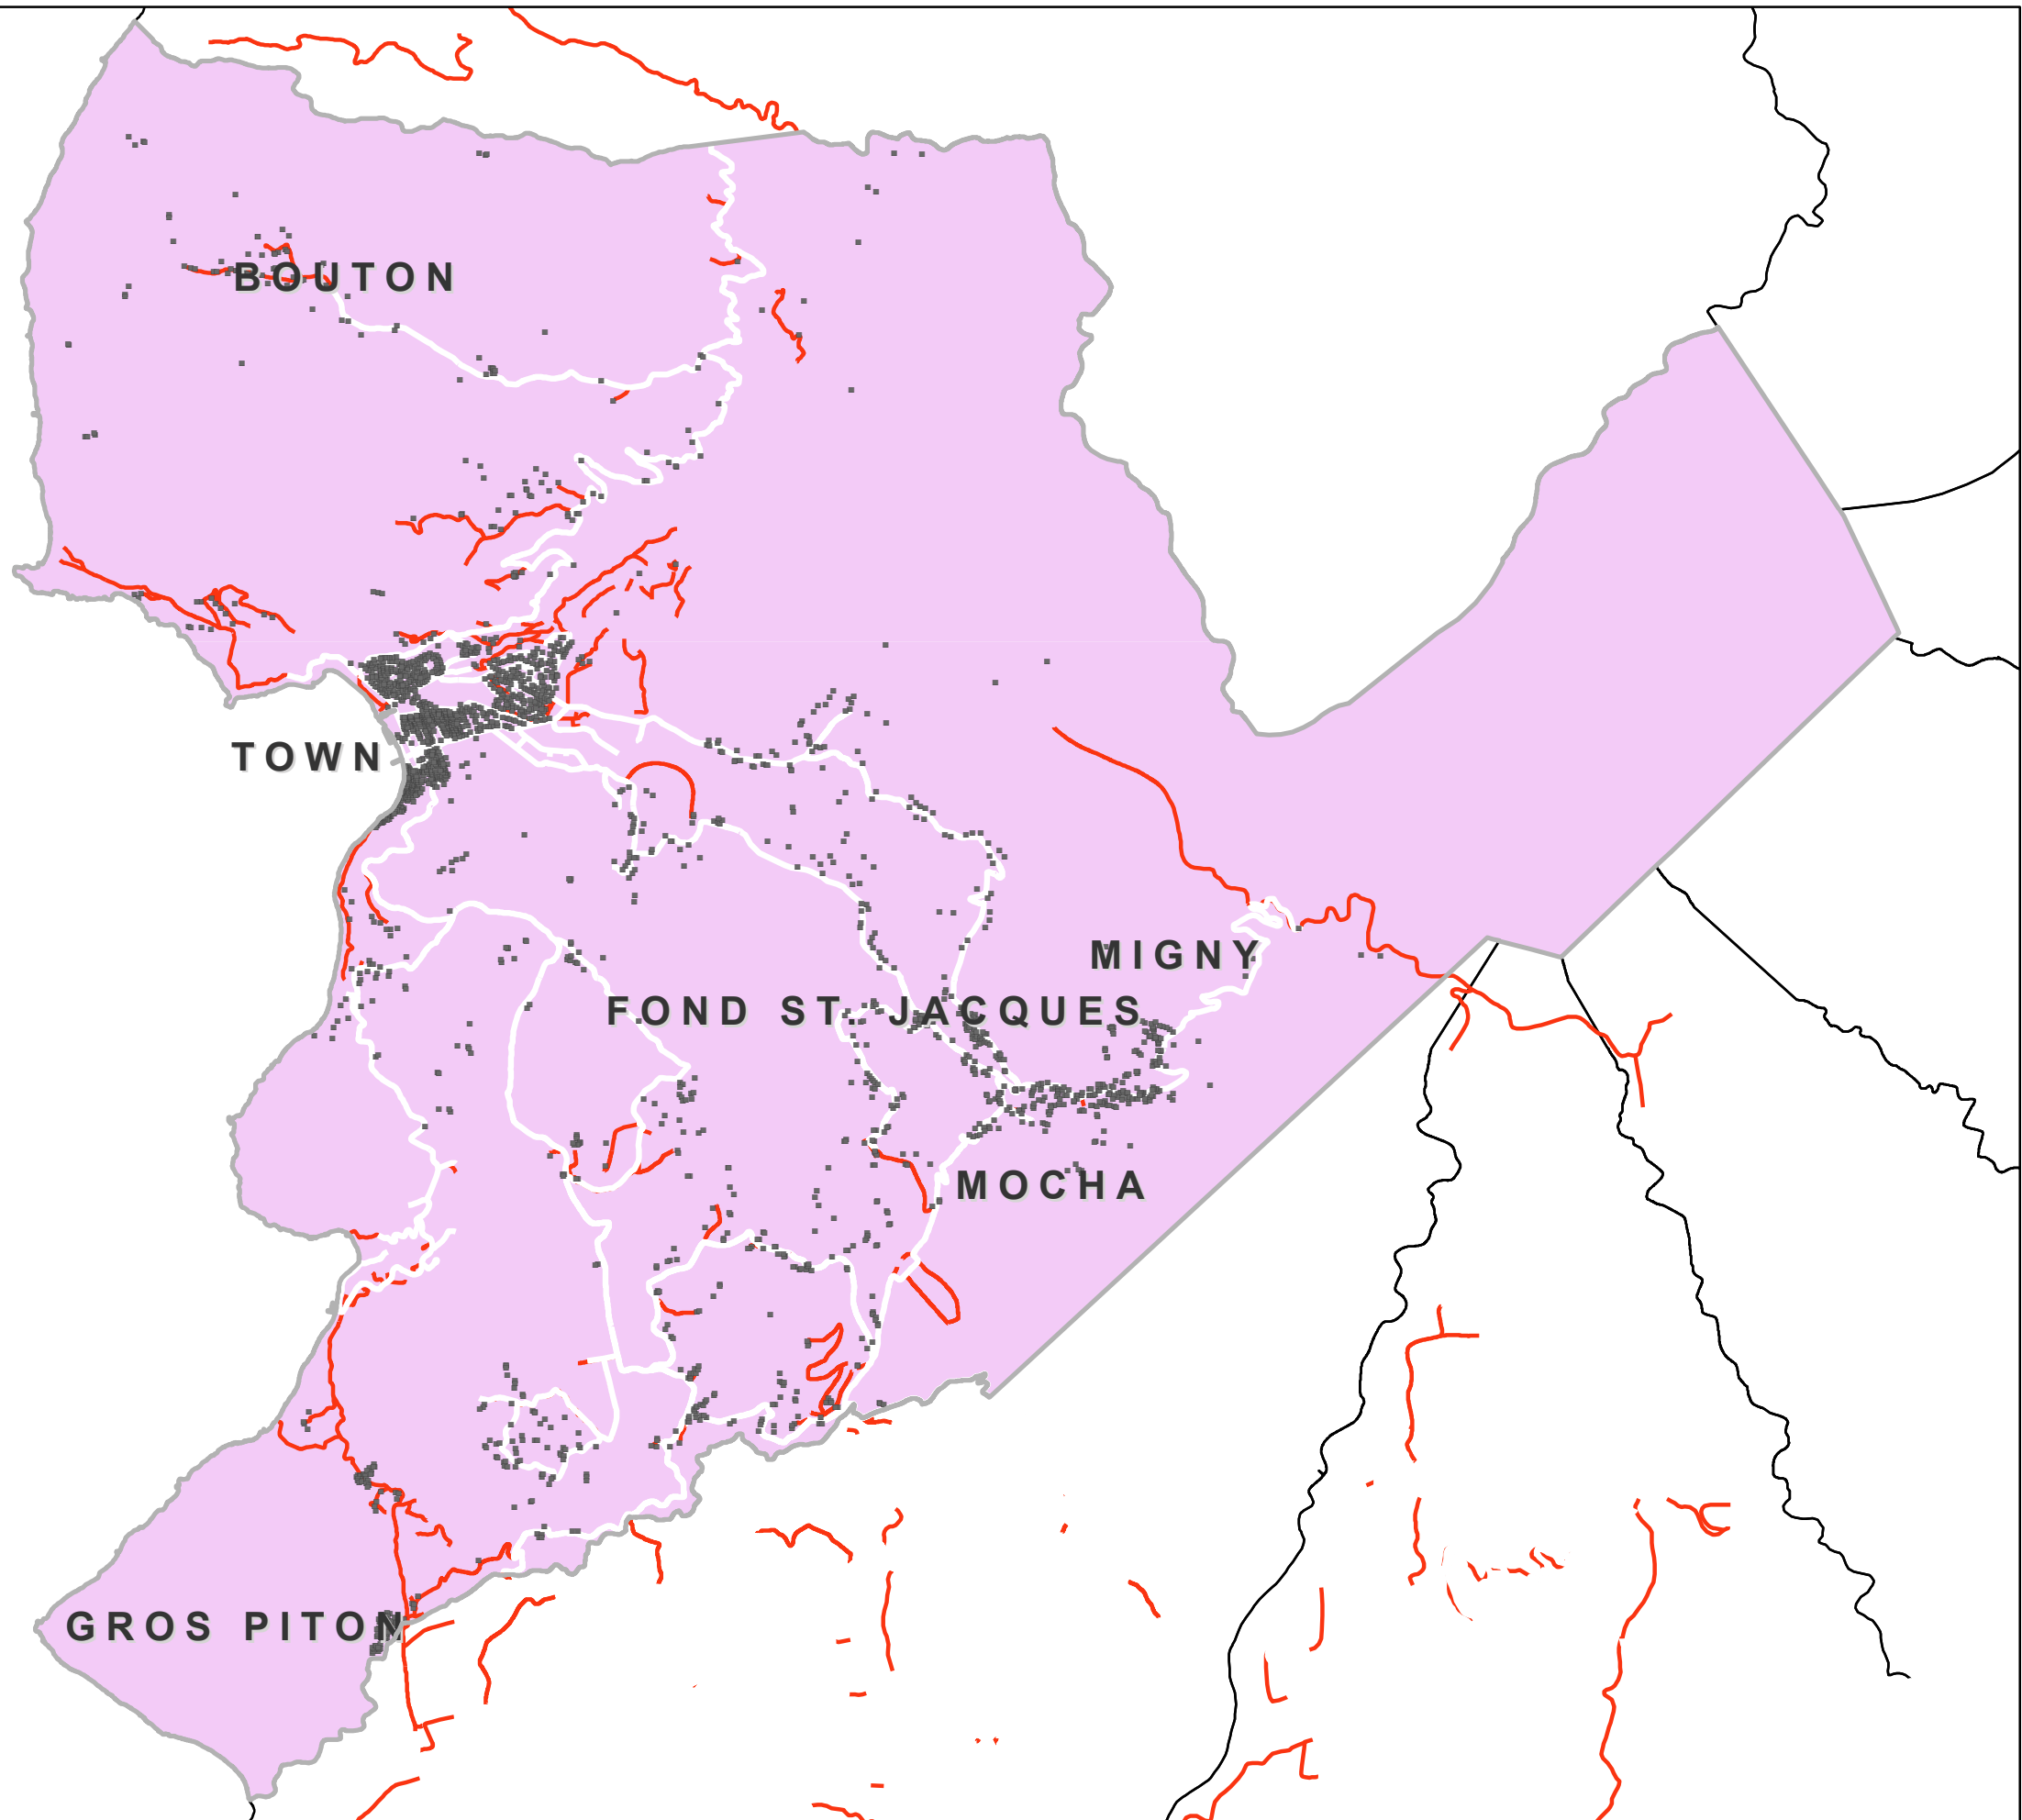 BOUTON
TOWN
MIGNY
FOND ST. JACQUES
MOCHA
GROS PITON